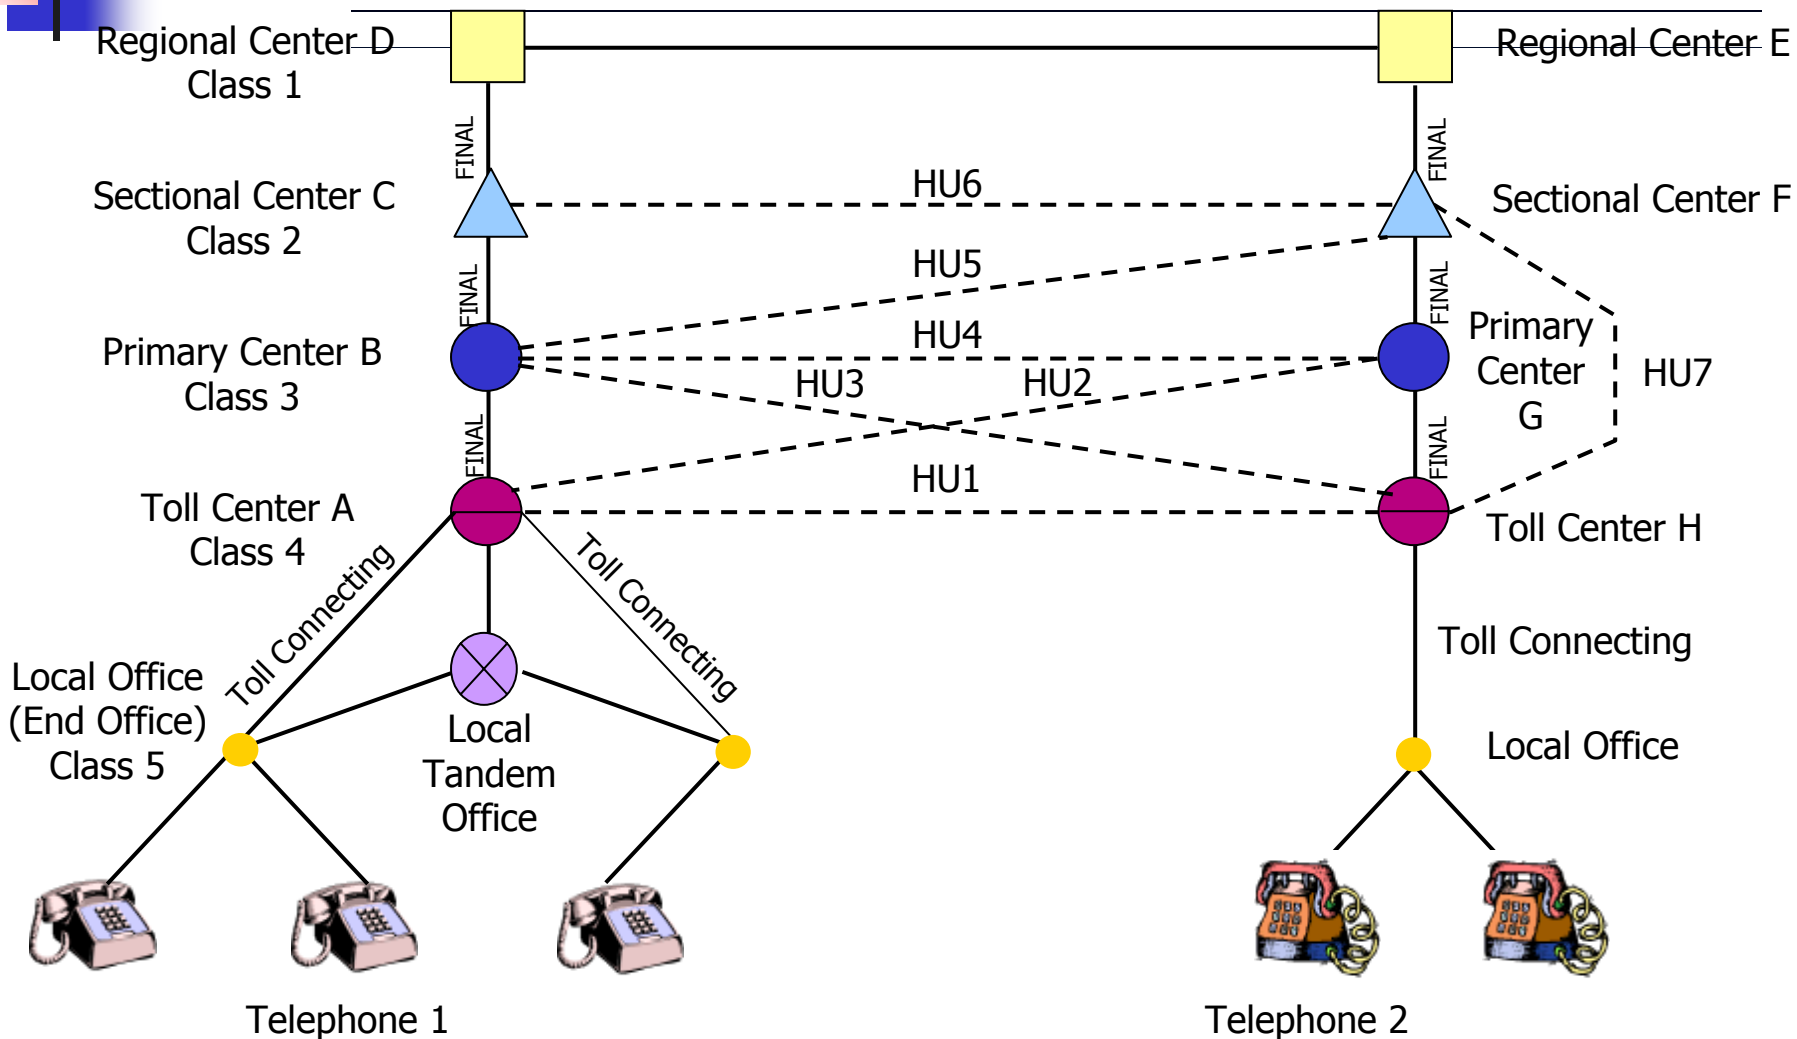 Regional Center D
Class 1
Regional Center E
FINAL
FINAL
Sectional Center C
Class 2
HU6
Sectional Center F
HU5
FINAL
FINAL
Primary Center B
Class 3
HU4
HU3
HU2
Primary
Center
G
HU7
FINAL
FINAL
Toll Center A
Class 4
HU1
Toll Center H
Toll Connecting
Toll Connecting
Toll Connecting
Local Office
(End Office)
Class 5
Local
Tandem
Office
Local Office
Telephone 1
Telephone 2